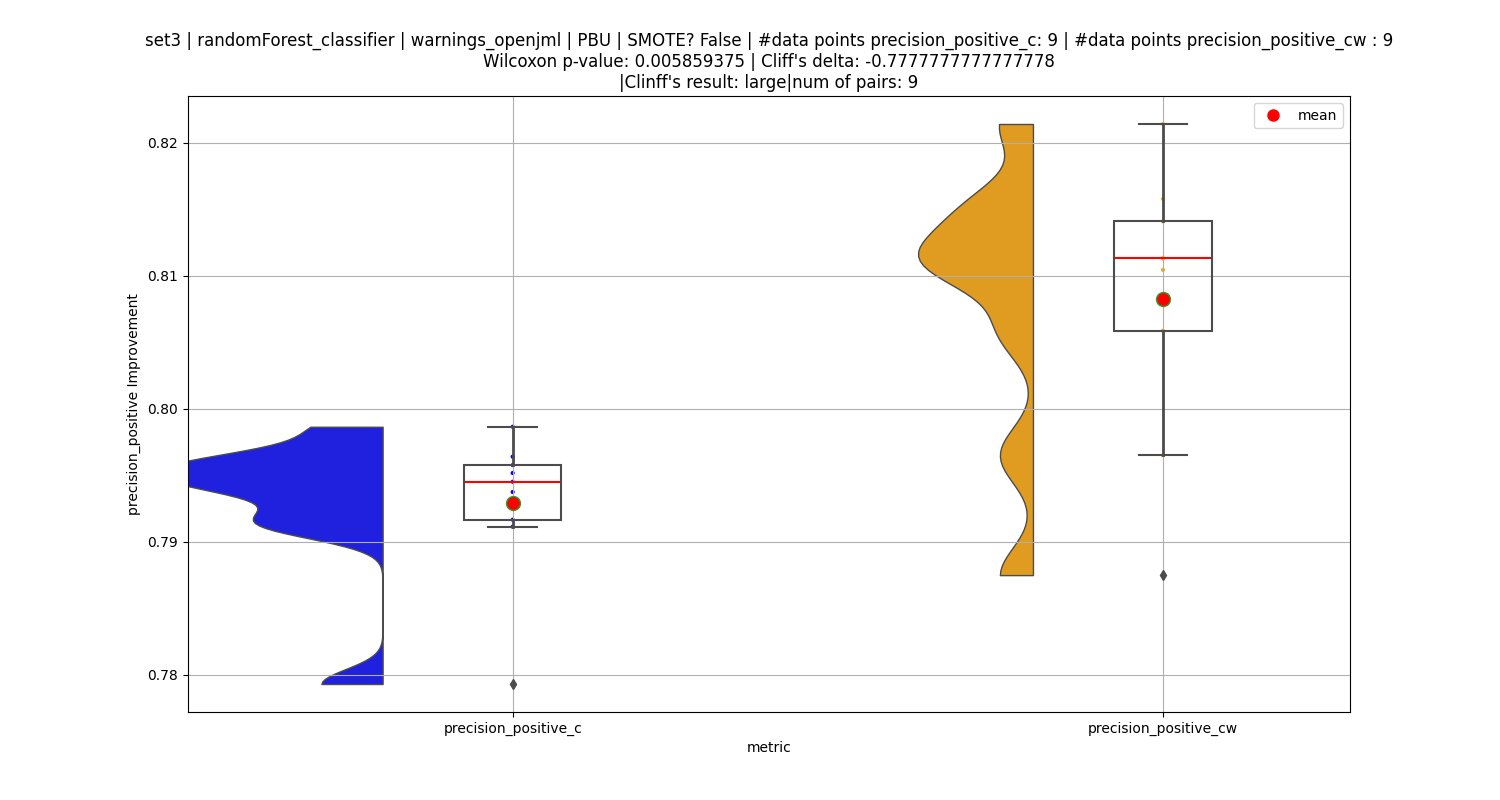 set3 | randomForest_classifier | warnings_openjml | PBU | SMOTE? False | #data points precision_positive_c: 9 | #data points precision_positive_cw : 9
Wilcoxon p-value: 0.005859375 | Cliff's delta: -0.7777777777777778
|Clinff's result: large|num of pairs: 9
mean
0.82
0.81
0.80
0.79
0.78
precision_positive Improvement
precision_positive_c
precision_positive_cw
metric